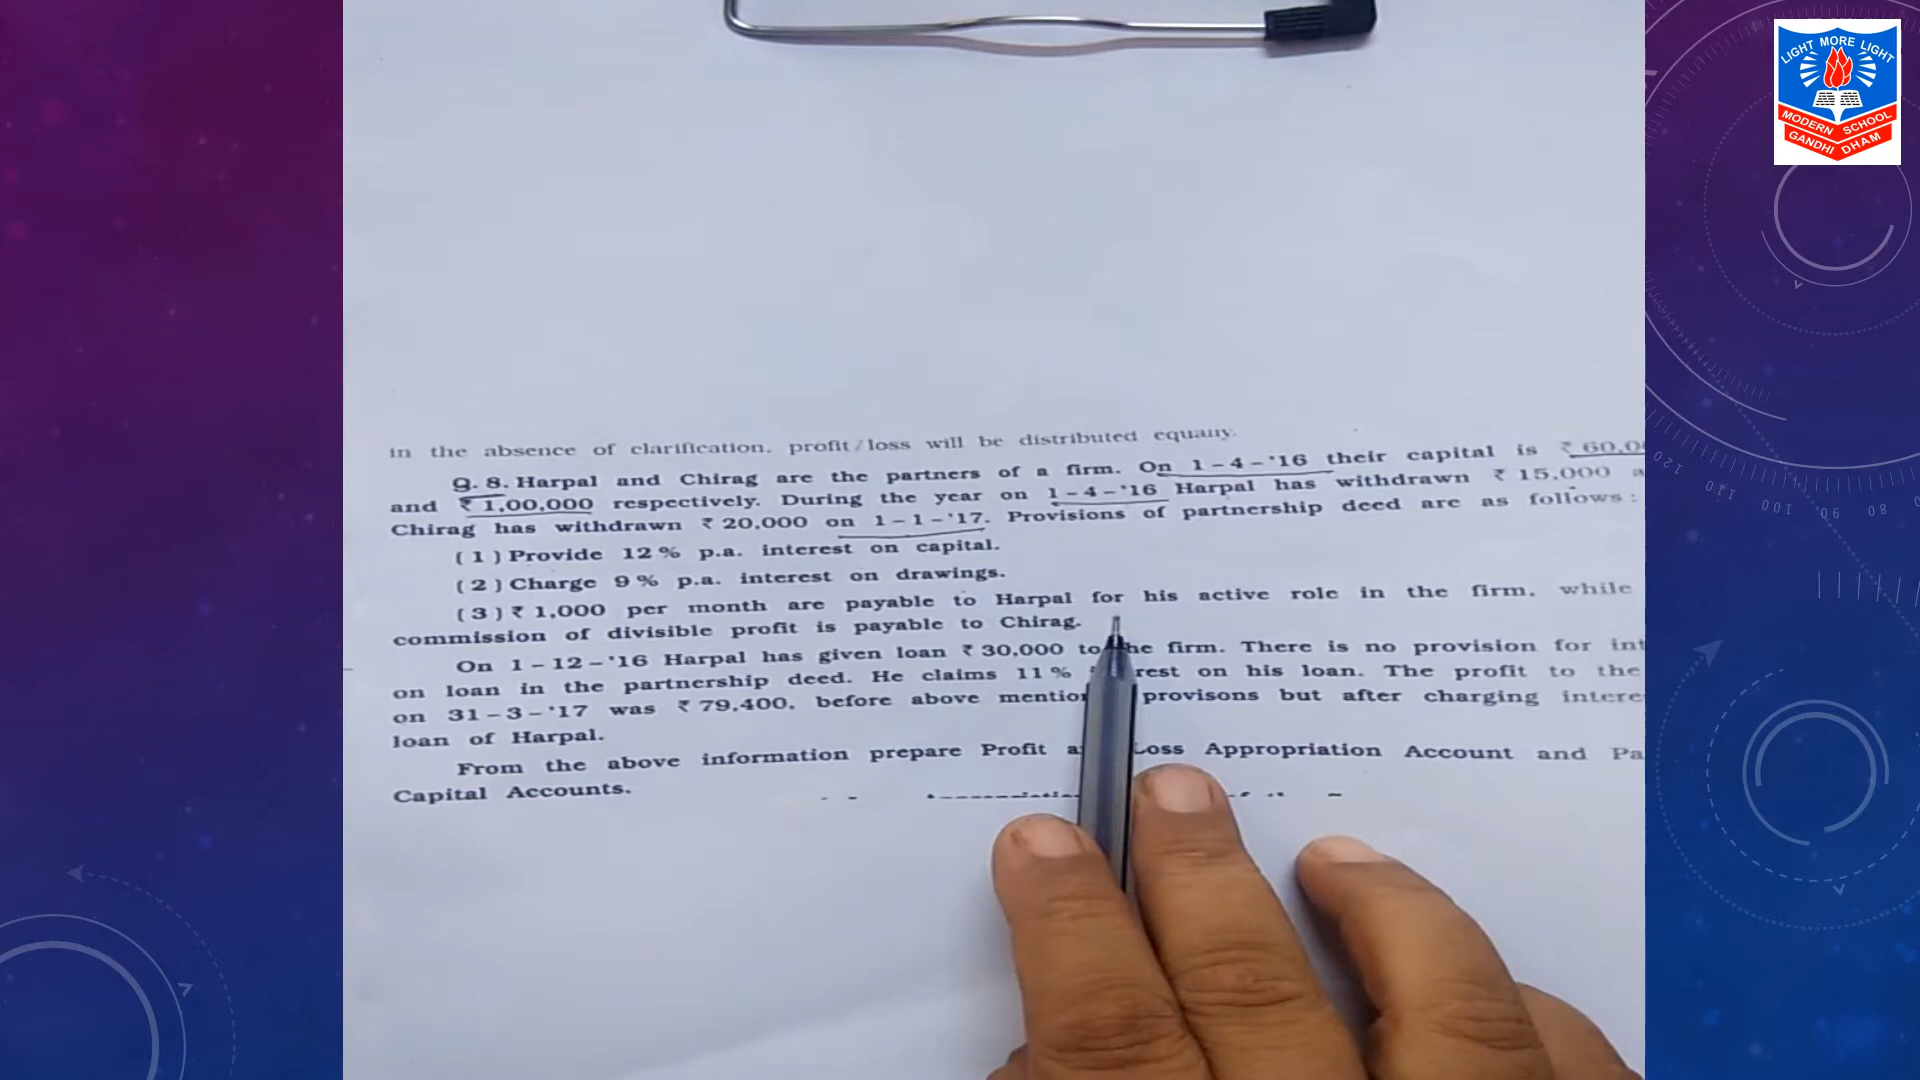 LIGHT MORE LIGHT
MODERN SCHOOL
GANDHI DHAM
in the absence of clarification, profit/loss will be distributed equally.
Q. 8. Harpal and Chirag are the partners of a firm. On 1-4-'16 their capital is ₹ 60,0
and ₹ 1,00,000 respectively. During the year on 1-4-'16 Harpal has withdrawn ₹ 15,000
Chirag has withdrawn ₹ 20,000 on 1-1-'17. Provisions of partnership deed are as follows:
(1) Provide 12% p.a. interest on capital.
(2) Charge 9% p.a. interest on drawings.
(3) ₹ 1,000 per month are payable to Harpal for his active role in the firm, while
commission of divisible profit is payable to Chirag.
On 1-12-'16 Harpal has given loan ₹ 30,000 to he firm. There is no provision for int
on loan in the partnership deed. He claims 11% rest on his loan. The profit to the
on 31-3-'17 was ₹ 79,400, before above mention provisons but after charging intere
loan of Harpal.
From the above information prepare Profit a Loss Appropriation Account and Pa
Capital Accounts.
120
110
100
90
80